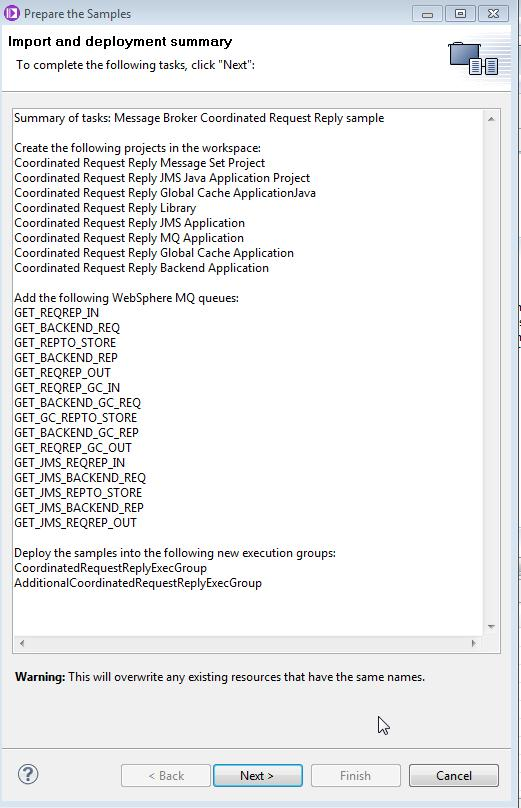 Prepare the Samples
Import and deployment summary
To complete the following tasks, click "Next":
Summary of tasks: Message Broker Coordinated Request Reply sample
Create the following projects in the workspace:
Coordinated Request Reply Message Set Project
Coordinated Request Reply JMS Java Application Project
Coordinated Request Reply Global Cache ApplicationJava
Coordinated Request Reply Library
Coordinated Request Reply JMS Application
Coordinated Request Reply MQ Application
Coordinated Request Reply Global Cache Application
Coordinated Request Reply Backend Application
Add the following WebSphere MQ queues:
GET_REQREP_IN
GET_BACKEND_REQ
GET_REPTO_STORE
GET_BACKEND_REP
GET_REQREP_OUT
GET_REQREP_GC_IN
GET_BACKEND_GC_REQ
GET_GC_REPTO_STORE
GET_BACKEND_GC_REP
GET_REQREP_GC_OUT
GET_JMS_REQREP_IN
GET_JMS_BACKEND_REQ
GET_JMS_REPTO_STORE
GET_JMS_BACKEND_REP
GET_JMS_REQREP_OUT
Deploy the samples into the following new execution groups:
CoordinatedRequestReplyExecGroup
AdditionalCoordinatedRequestReplyExecGroup
Warning: This will overwrite any existing resources that have the same names.
? < Back Next > Finish Cancel